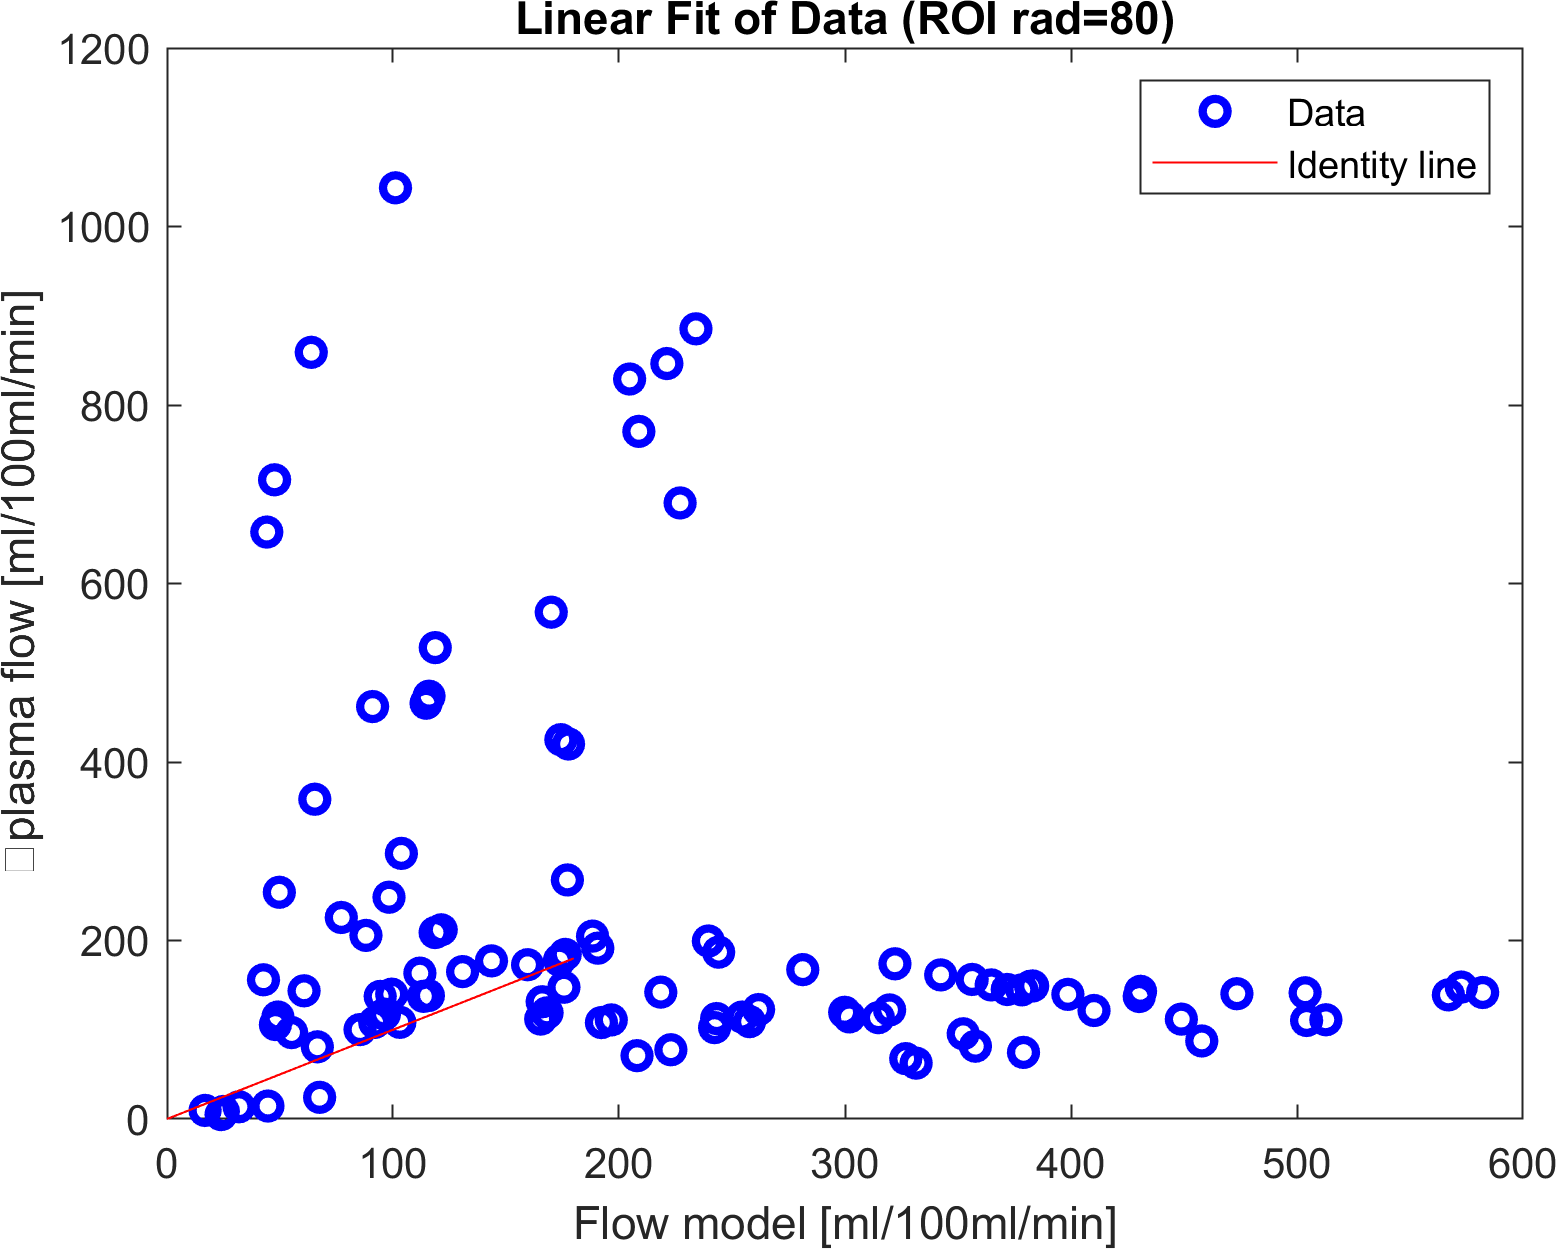 Linear Fit of Data (ROI rad=80)
1200
1000
800
600
400
200
0
□plasma flow [ml/100ml/min]
Data
Identity line
0 100 200 300 400 500 600
Flow model [ml/100ml/min]